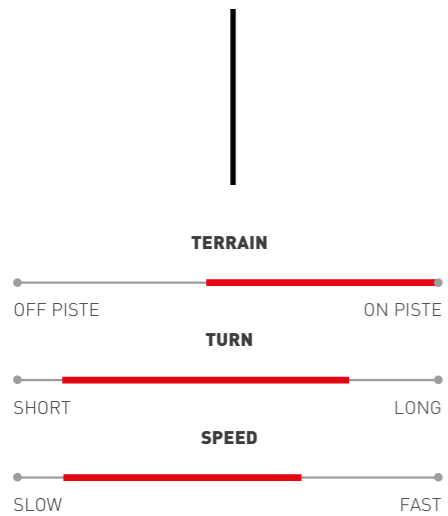 TERRAIN
OFF PISTE ON PISTE
TURN
SHORT LONG
SPEED
SLOW FAST